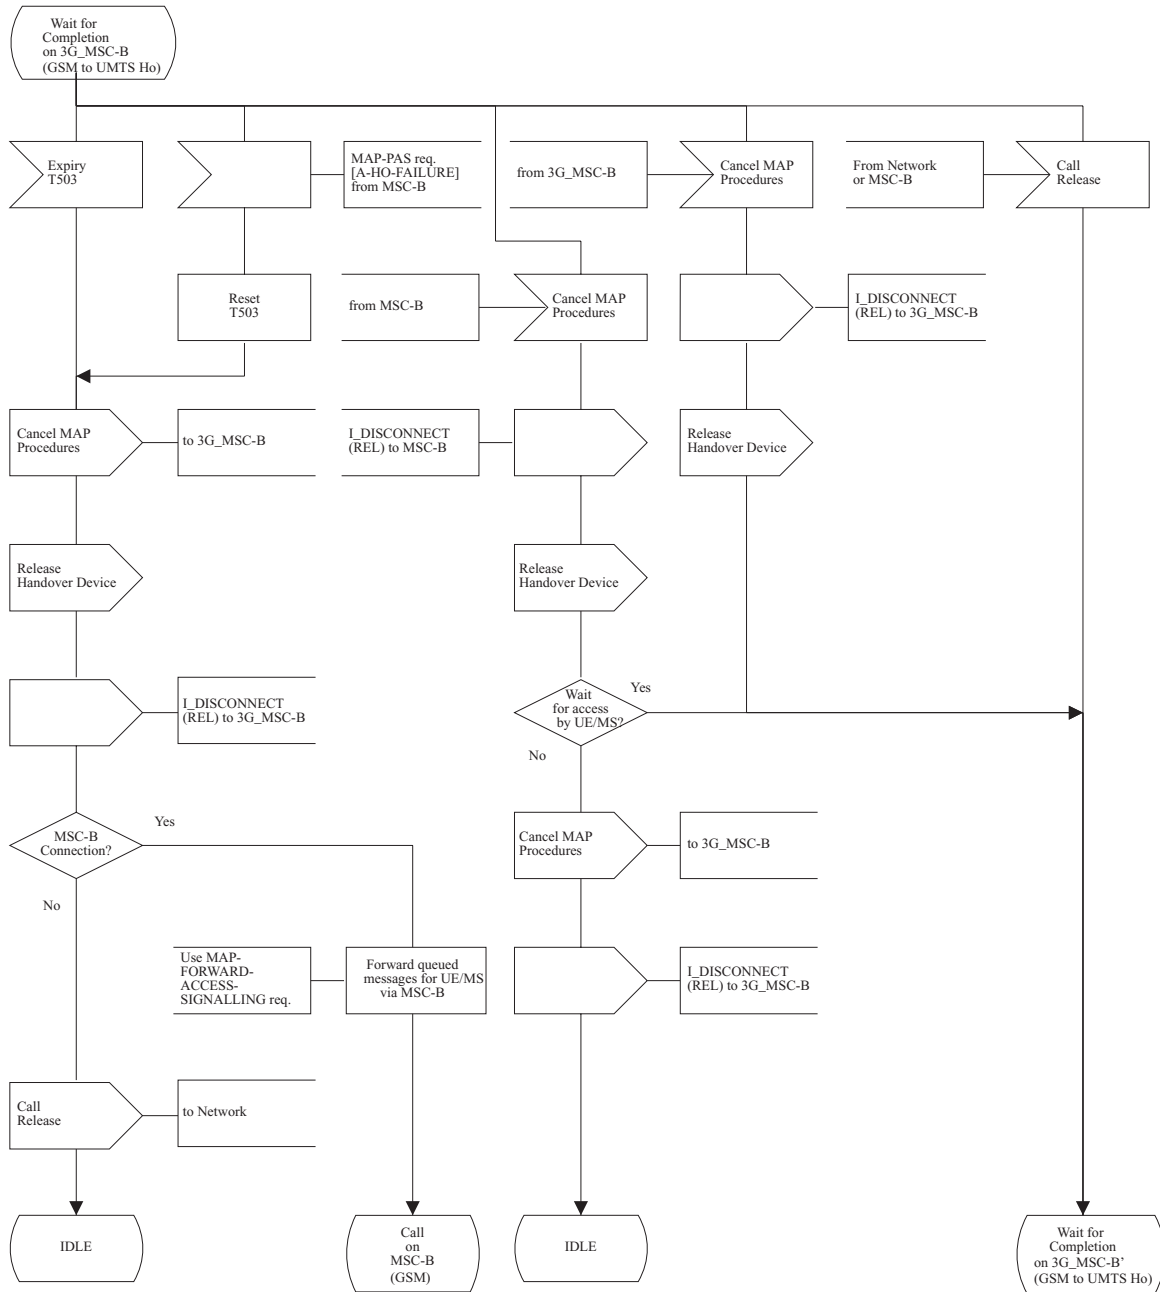 Wait for
Completion
on 3G_MSC-B
(GSM to UMTS Ho)
Expiry
T503
MAP-PAS req.
[A-HO-FAILURE]
from MSC-B
from 3G_MSC-B
Cancel MAP
Procedures
From Network
or MSC-B
Call
Release
Reset
T503
from MSC-B
Cancel MAP
Procedures
I_DISCONNECT
(REL) to 3G_MSC-B
Cancel MAP
Procedures
to 3G_MSC-B
I_DISCONNECT
(REL) to MSC-B
Release
Handover Device
Release
Handover Device
Release
Handover Device
I_DISCONNECT
(REL) to 3G_MSC-B
Wait
for access
by UE/MS?
Yes
No
MSC-B
Connection?
Yes
No
Cancel MAP
Procedures
to 3G_MSC-B
Use MAP-
FORWARD-
ACCESS-
SIGNALLING req.
Forward queued
messages for UE/MS
via MSC-B
I_DISCONNECT
(REL) to 3G_MSC-B
Call
Release
to Network
IDLE
Call
on
MSC-B
(GSM)
IDLE
Wait for
Completion
on 3G_MSC-B’
(GSM to UMTS Ho)